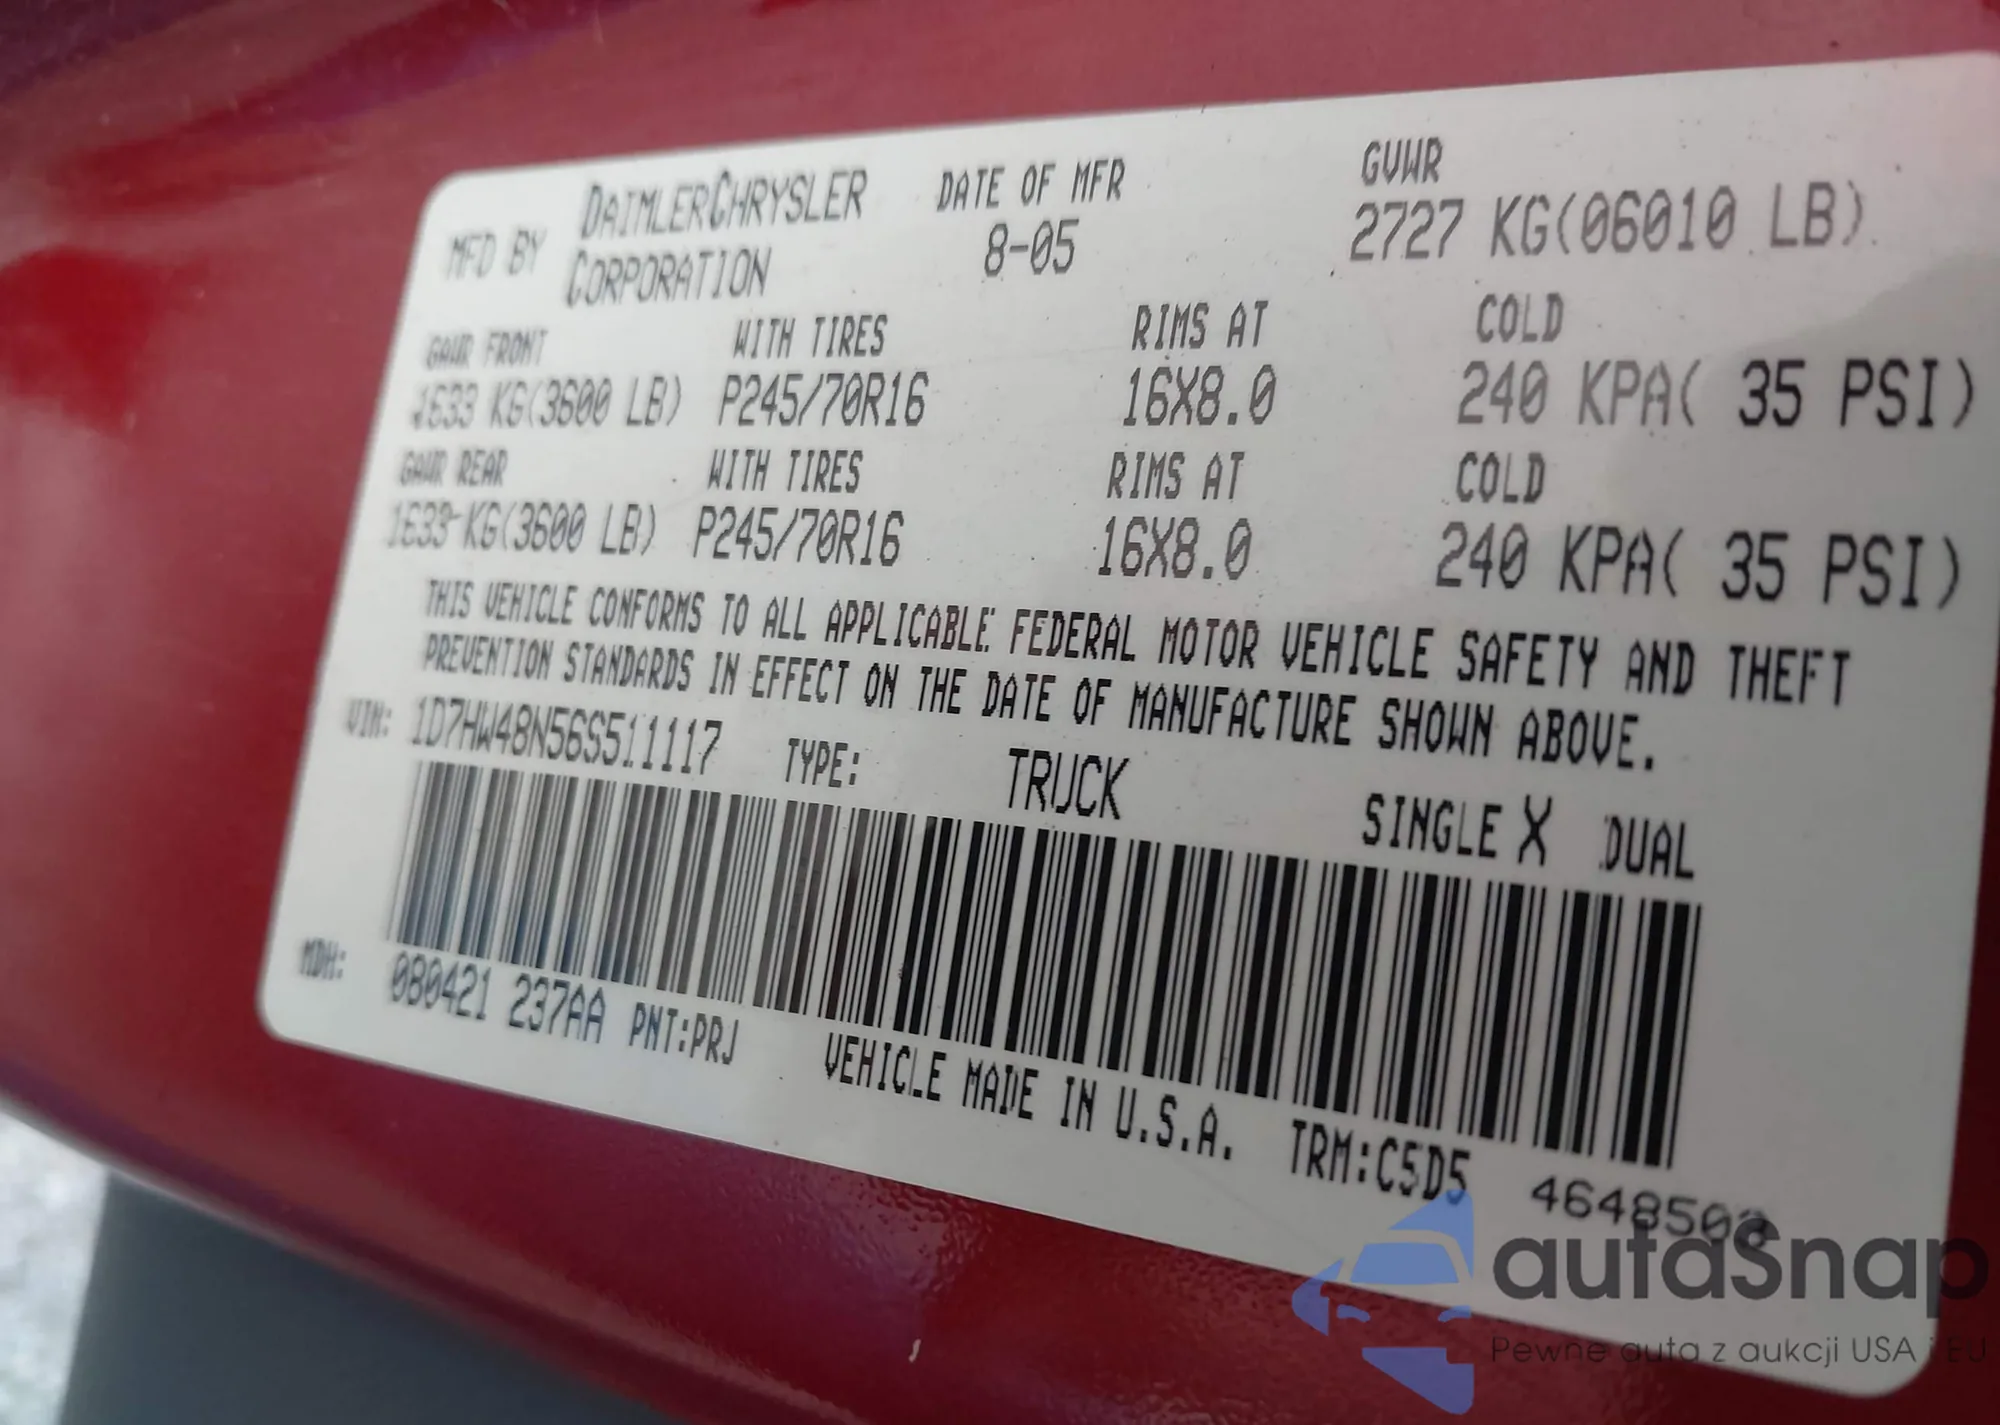 MFD BY DAIMLERCHRYSLER CORPORATION DATE OF MFR 8-05 GVWR 2727 KG(06010 LB)
GAWR FRONT WITH TIRES RIMS AT COLD
1633 KG(3600 LB) P245/70R16 16X8.0 240 KPA( 35 PSI)
GAWR REAR WITH TIRES RIMS AT COLD
1633 KG(3600 LB) P245/70R16 16X8.0 240 KPA( 35 PSI)
THIS VEHICLE CONFORMS TO ALL APPLICABLE FEDERAL MOTOR VEHICLE SAFETY AND THEFT
PREVENTION STANDARDS IN EFFECT ON THE DATE OF MANUFACTURE SHOWN ABOVE.
VIN: 1D7HW48N56S511117 TYPE: TRUCK SINGLE X DUAL
MDH: 080421 237AA PNT:PRJ VEHICLE MADE IN U.S.A. TRM:C5D5 4648503
autaSnap
Pewne auta z aukcji USA i EU